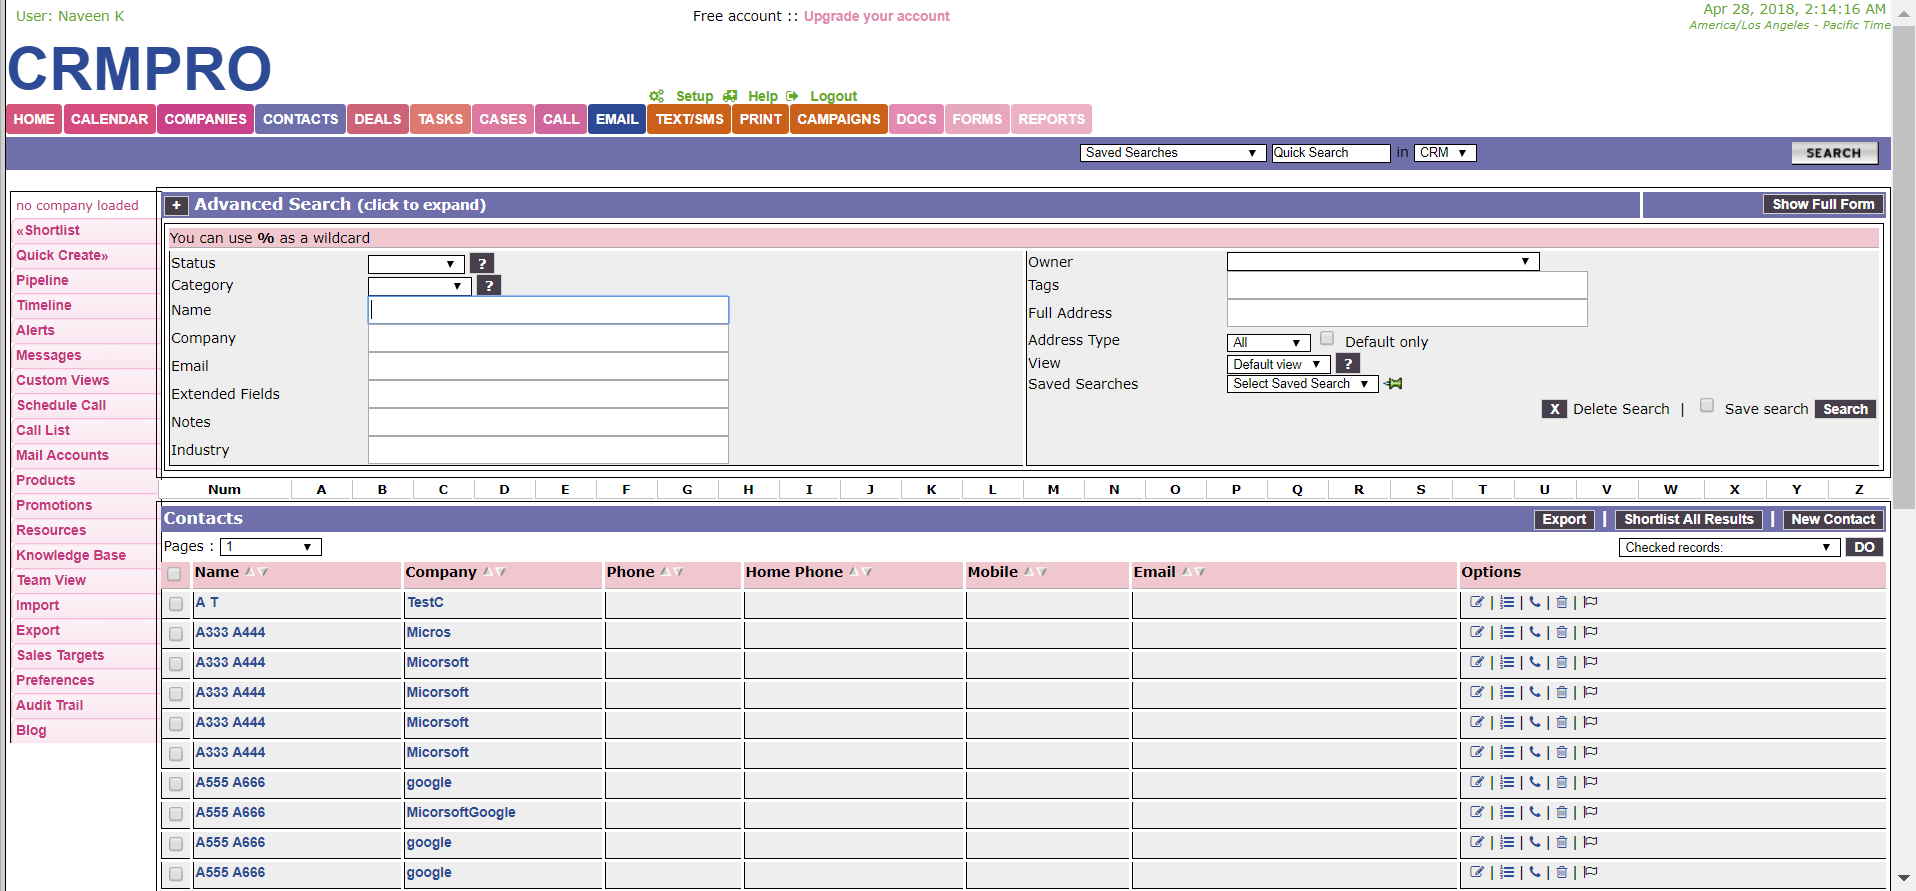 User: Naveen K
Free account :: Upgrade your account
Apr 28, 2018, 2:14:16 AM
America/Los Angeles - Pacific Time
CRMPRO
Setup Help Logout
HOME CALENDAR COMPANIES CONTACTS DEALS TASKS CASES CALL EMAIL TEXT/SMS PRINT CAMPAIGNS DOCS FORMS REPORTS
Saved Searches Quick Search in CRM SEARCH
no company loaded
«Shortlist
Quick Create»
Pipeline
Timeline
Alerts
Messages
Custom Views
Schedule Call
Call List
Mail Accounts
Products
Promotions
Resources
Knowledge Base
Team View
Import
Export
Sales Targets
Preferences
Audit Trail
Blog
+ Advanced Search (click to expand) Show Full Form
You can use % as a wildcard
Status ?
Category ?
Name
Company
Email
Extended Fields
Notes
Industry
Owner
Tags
Full Address
Address Type All Default only
View Default view ?
Saved Searches Select Saved Search
X Delete Search | Save search Search
Num A B C D E F G H I J K L M N O P Q R S T U V W X Y Z
Contacts Export | Shortlist All Results | New Contact
Pages : 1 Checked records: DO
Name Company Phone Home Phone Mobile Email Options
A T TestC | | | |
A333 A444 Micros | | | |
A333 A444 Micorsoft | | | |
A333 A444 Micorsoft | | | |
A333 A444 Micorsoft | | | |
A333 A444 Micorsoft | | | |
A555 A666 google | | | |
A555 A666 MicorsoftGoogle | | | |
A555 A666 google | | | |
A555 A666 google | | | |